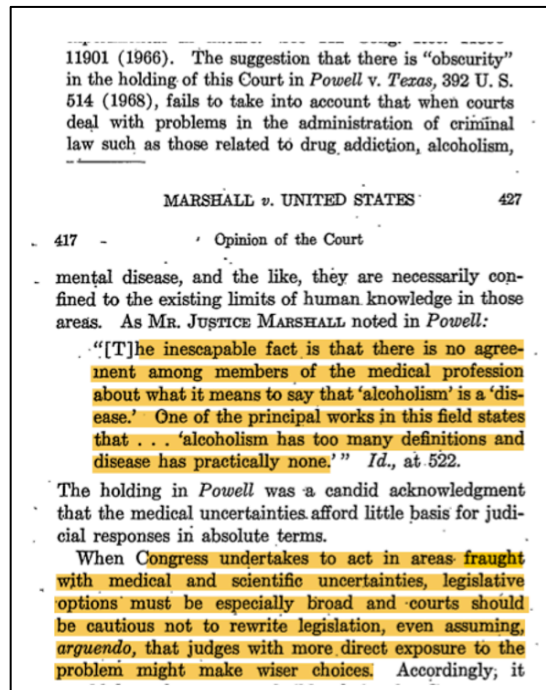 11901 (1966). The suggestion that there is “obscurity”
in the holding of this Court in Powell v. Texas, 392 U. S.
514 (1968), fails to take into account that when courts
deal with problems in the administration of criminal
law such as those related to drug addiction, alcoholism,
MARSHALL v. UNITED STATES 427
417 Opinion of the Court
mental disease, and the like, they are necessarily con-
fined to the existing limits of human knowledge in those
areas. As MR. JUSTICE MARSHALL noted in Powell:
“[T]he inescapable fact is that there is no agree-
ment among members of the medical profession
about what it means to say that ‘alcoholism’ is a ‘dis-
ease.’ One of the principal works in this field states
that . . . ‘alcoholism has too many definitions and
disease has practically none.’ ” Id., at 522.
The holding in Powell was a candid acknowledgment
that the medical uncertainties afford little basis for judi-
cial responses in absolute terms.
When Congress undertakes to act in areas fraught
with medical and scientific uncertainties, legislative
options must be especially broad and courts should
be cautious not to rewrite legislation, even assuming,
arguendo, that judges with more direct exposure to the
problem might make wiser choices. Accordingly, it